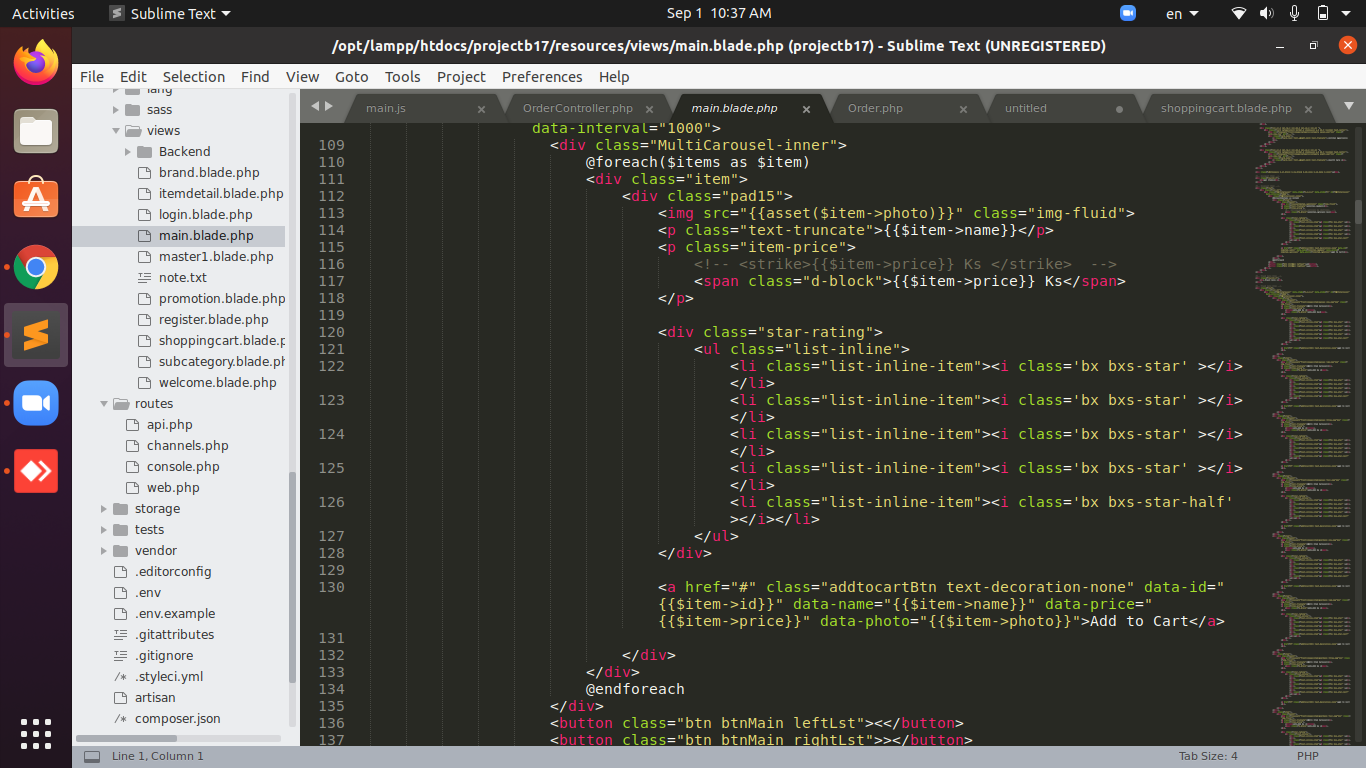 Activities
Sublime Text
Sep 1 10:37 AM
en
/opt/lampp/htdocs/projectb17/resources/views/main.blade.php (projectb17) - Sublime Text (UNREGISTERED)
File Edit Selection Find View Goto Tools Project Preferences Help
lang
sass
views
Backend
brand.blade.php
itemdetail.blade.php
login.blade.php
main.blade.php
master1.blade.php
note.txt
promotion.blade.php
register.blade.php
shoppingcart.blade.p
subcategory.blade.ph
welcome.blade.php
routes
api.php
channels.php
console.php
web.php
storage
tests
vendor
.editorconfig
.env
.env.example
.gitattributes
.gitignore
.styleci.yml
artisan
composer.json
main.js
OrderController.php
main.blade.php
Order.php
untitled
shoppingcart.blade.php
data-interval="1000">
109 <div class="MultiCarousel-inner">
110 @foreach($items as $item)
111 <div class="item">
112 <div class="pad15">
113 <img src="{{asset($item->photo)}}" class="img-fluid">
114 <p class="text-truncate">{{$item->name}}</p>
115 <p class="item-price">
116 <!-- <strike>{{$item->price}} Ks </strike>  -->
117 <span class="d-block">{{$item->price}} Ks</span>
118 </p>
119
120 <div class="star-rating">
121 <ul class="list-inline">
122 <li class="list-inline-item"><i class='bx bxs-star' ></i>
</li>
123 <li class="list-inline-item"><i class='bx bxs-star' ></i>
</li>
124 <li class="list-inline-item"><i class='bx bxs-star' ></i>
</li>
125 <li class="list-inline-item"><i class='bx bxs-star' ></i>
</li>
126 <li class="list-inline-item"><i class='bx bxs-star-half'
></i></li>
127 </ul>
128 </div>
129
130 <a href="#" class="addtocartBtn text-decoration-none" data-id="
{{$item->id}}" data-name="{{$item->name}}" data-price="
{{$item->price}}" data-photo="{{$item->photo}}">Add to Cart</a>
131
132 </div>
133 </div>
134 @endforeach
135 </div>
136 <button class="btn btnMain leftLst"><</button>
137 <button class="btn btnMain rightLst">></button>
Line 1, Column 1
Tab Size: 4
PHP